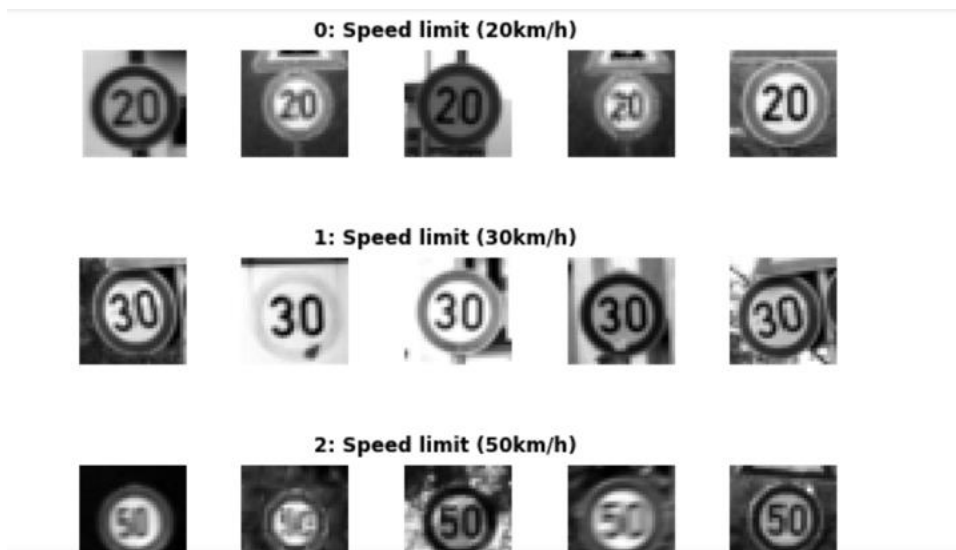 0: Speed limit (20km/h)
20 20 20 20 20
1: Speed limit (30km/h)
30 30 30 30 30
2: Speed limit (50km/h)
50 50 50 50